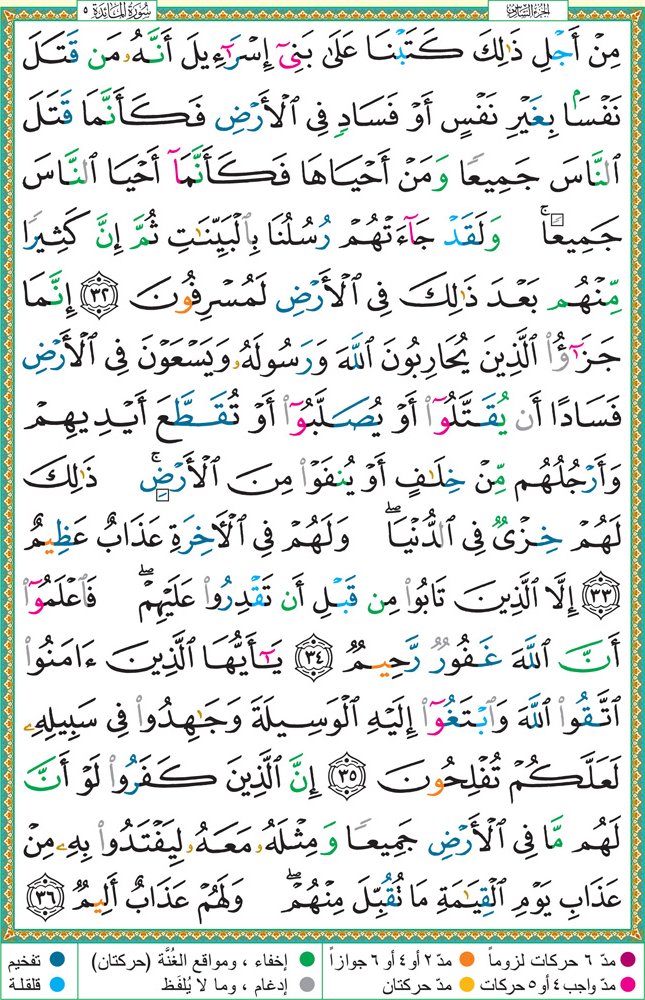 سُورَةُ المَائِدَة ٥
الجزء السادس
مِنْ أَجْلِ ذَٰلِكَ كَتَبْنَا عَلَىٰ بَنِىٓ إِسْرَٰٓءِيلَ أَنَّهُۥ مَن قَتَلَ
نَفْسًۢا بِغَيْرِ نَفْسٍ أَوْ فَسَادٍ فِى ٱلْأَرْضِ فَكَأَنَّمَا قَتَلَ
ٱلنَّاسَ جَمِيعًا وَمَنْ أَحْيَاهَا فَكَأَنَّمَآ أَحْيَا ٱلنَّاسَ
جَمِيعًا ۚ وَلَقَدْ جَآءَتْهُمْ رُسُلُنَا بِٱلْبَيِّنَٰتِ ثُمَّ إِنَّ كَثِيرًا
مِّنْهُم بَعْدَ ذَٰلِكَ فِى ٱلْأَرْضِ لَمُسْرِفُونَ ٣٢ إِنَّمَا
جَزَٰٓؤُا۟ ٱلَّذِينَ يُحَارِبُونَ ٱللَّهَ وَرَسُولَهُۥ وَيَسْعَوْنَ فِى ٱلْأَرْضِ
فَسَادًا أَن يُقَتَّلُوٓا۟ أَوْ يُصَلَّبُوٓا۟ أَوْ تُقَطَّعَ أَيْدِيهِمْ
وَأَرْجُلُهُم مِّنْ خِلَٰفٍ أَوْ يُنفَوْا۟ مِنَ ٱلْأَرْضِ ۚ ذَٰلِكَ
لَهُمْ خِزْىٌ فِى ٱلدُّنْيَا ۖ وَلَهُمْ فِى ٱلْأَخِرَةِ عَذَابٌ عَظِيمٌ
٣٣ إِلَّا ٱلَّذِينَ تَابُوا۟ مِن قَبْلِ أَن تَقْدِرُوا۟ عَلَيْهِمْ ۖ فَٱعْلَمُوٓا۟
أَنَّ ٱللَّهَ غَفُورٌ رَّحِيمٌ ٣٤ يَٰٓأَيُّهَا ٱلَّذِينَ ءَامَنُوا۟
ٱتَّقُوا۟ ٱللَّهَ وَٱبْتَغُوٓا۟ إِلَيْهِ ٱلْوَسِيلَةَ وَجَٰهِدُوا۟ فِى سَبِيلِهِۦ
لَعَلَّكُمْ تُفْلِحُونَ ٣٥ إِنَّ ٱلَّذِينَ كَفَرُوا۟ لَوْ أَنَّ
لَهُم مَّا فِى ٱلْأَرْضِ جَمِيعًا وَمِثْلَهُۥ مَعَهُۥ لِيَفْتَدُوا۟ بِهِۦ مِنْ
عَذَابِ يَوْمِ ٱلْقِيَٰمَةِ مَا تُقُبِّلَ مِنْهُمْ ۖ وَلَهُمْ عَذَابٌ أَلِيمٌ ٣٦
مدّ ٦ حركات لزوماً مدّ ٢ أو ٤ أو ٦ جوازاً إخفاء ، ومواقع الغُنَّة (حركتان) تفخيم
مدّ واجب ٤ أو ٥ حركات مدّ حركتان إدغام ، وما لا يُلفَظ قلقلة